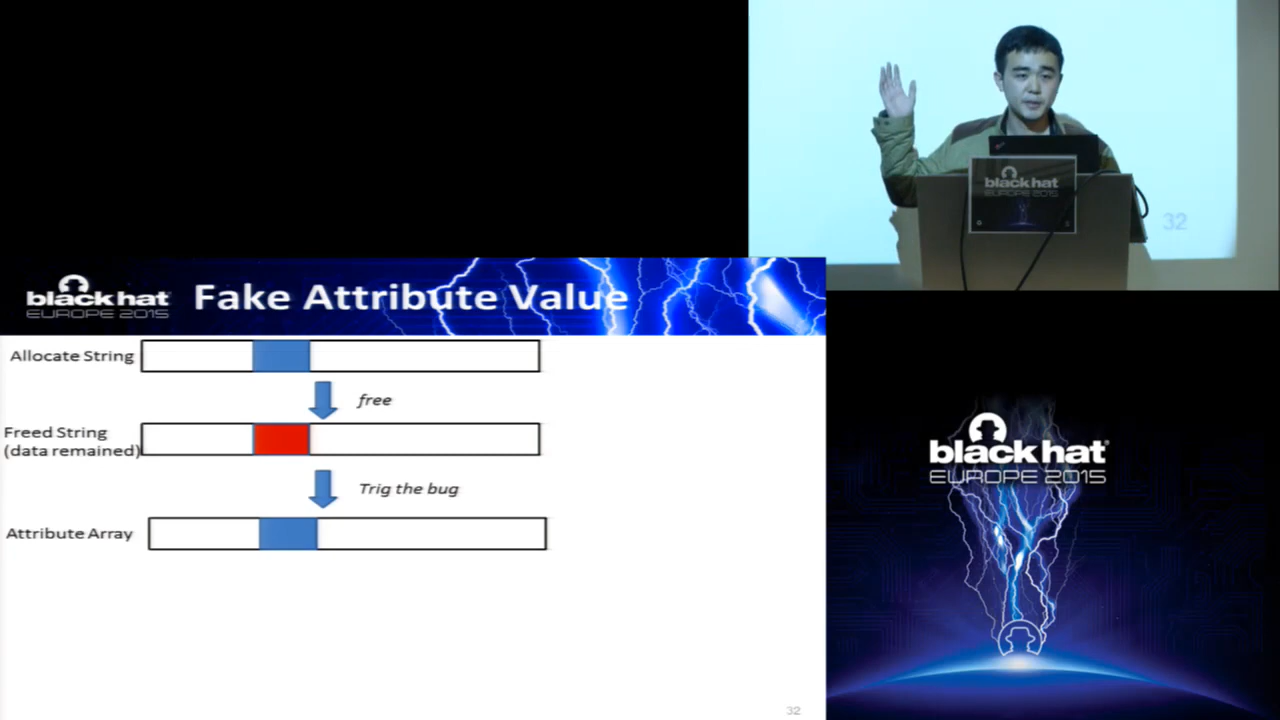 black hat
EUROPE 2015
32
black hat
EUROPE 2015
Fake Attribute Value
Allocate String
free
Freed String
(data remained)
Trig the bug
Attribute Array
32
black hat
EUROPE 2015